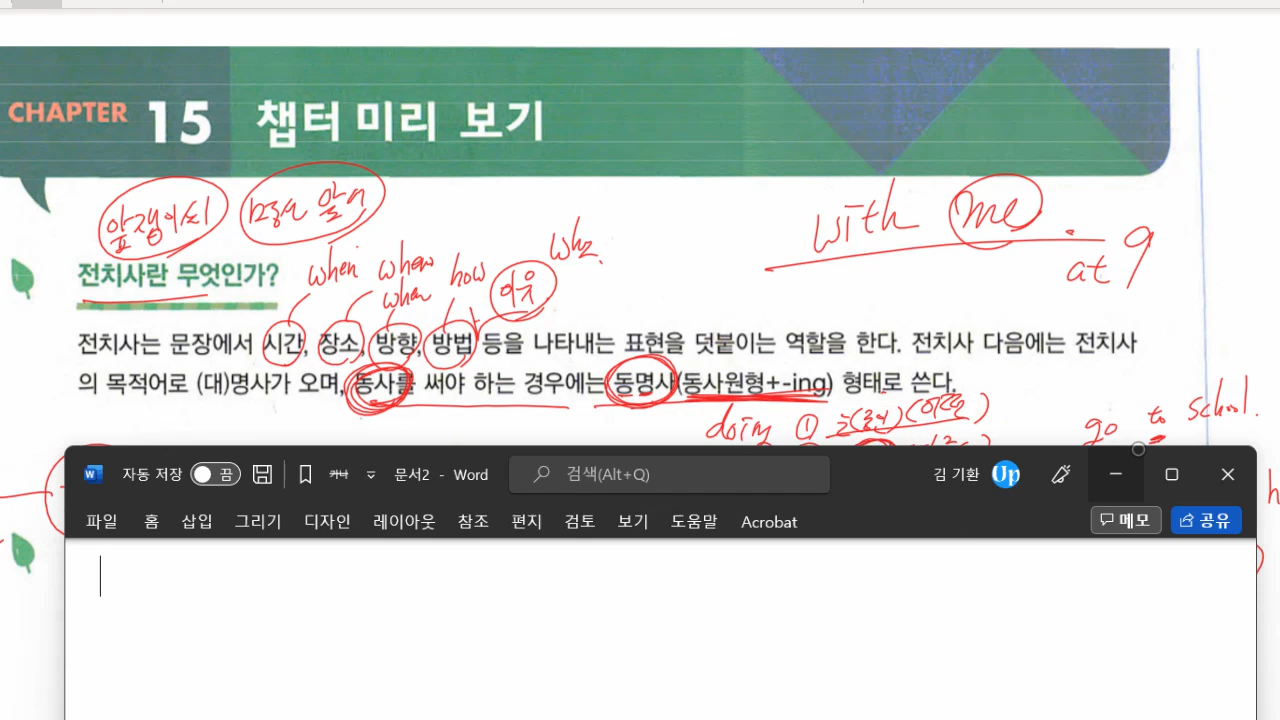 CHAPTER 15 챕터 미리 보기
앞잽이씨
with me.
at 9
when
how
why.
이유
전치사란 무엇인가?
전치사는 문장에서 시간, 장소, 방향, 방법 등을 나타내는 표현을 덧붙이는 역할을 한다. 전치사 다음에는 전치사
의 목적어로 (대)명사가 오며, 동사를 써야 하는 경우에는 동명사(동사원형+-ing) 형태로 쓴다.
doing ①
go to school.
자동 저장 끔 문서2 - Word 검색(Alt+Q) 김 기환 Up
파일 홈 삽입 그리기 디자인 레이아웃 참조 편지 검토 보기 도움말 Acrobat 메모 공유